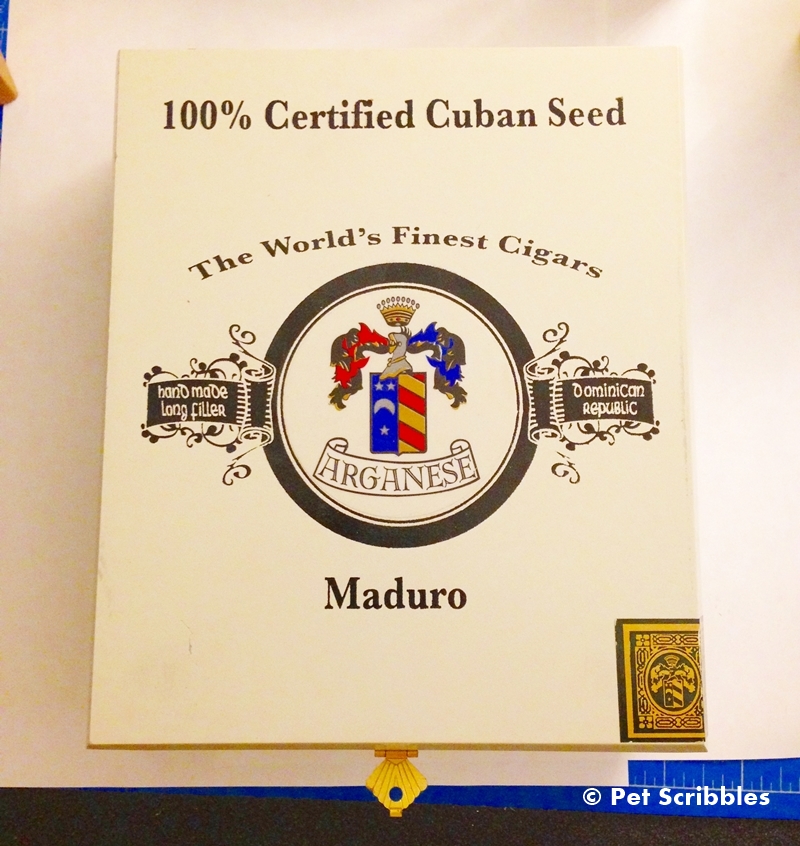 100% Certified Cuban Seed
The World's Finest Cigars
hand made
long filler
Dominican
Republic
ARGANESE
Maduro
© Pet Scribbles